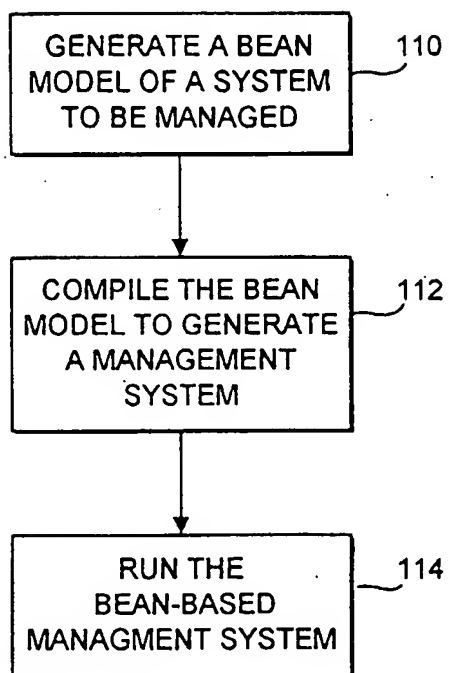 GENERATE A BEAN
MODEL OF A SYSTEM
TO BE MANAGED
110
COMPILE THE BEAN
MODEL TO GENERATE
A MANAGEMENT
SYSTEM
112
RUN THE
BEAN-BASED
MANAGMENT SYSTEM
114